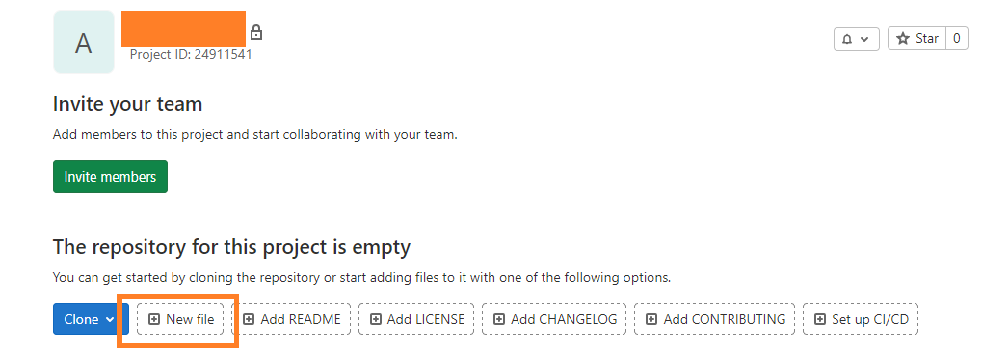 A
Project ID: 24911541
Star 0
Invite your team
Add members to this project and start collaborating with your team.
Invite members
The repository for this project is empty
You can get started by cloning the repository or start adding files to it with one of the following options.
Clone New file Add README Add LICENSE Add CHANGELOG Add CONTRIBUTING Set up CI/CD